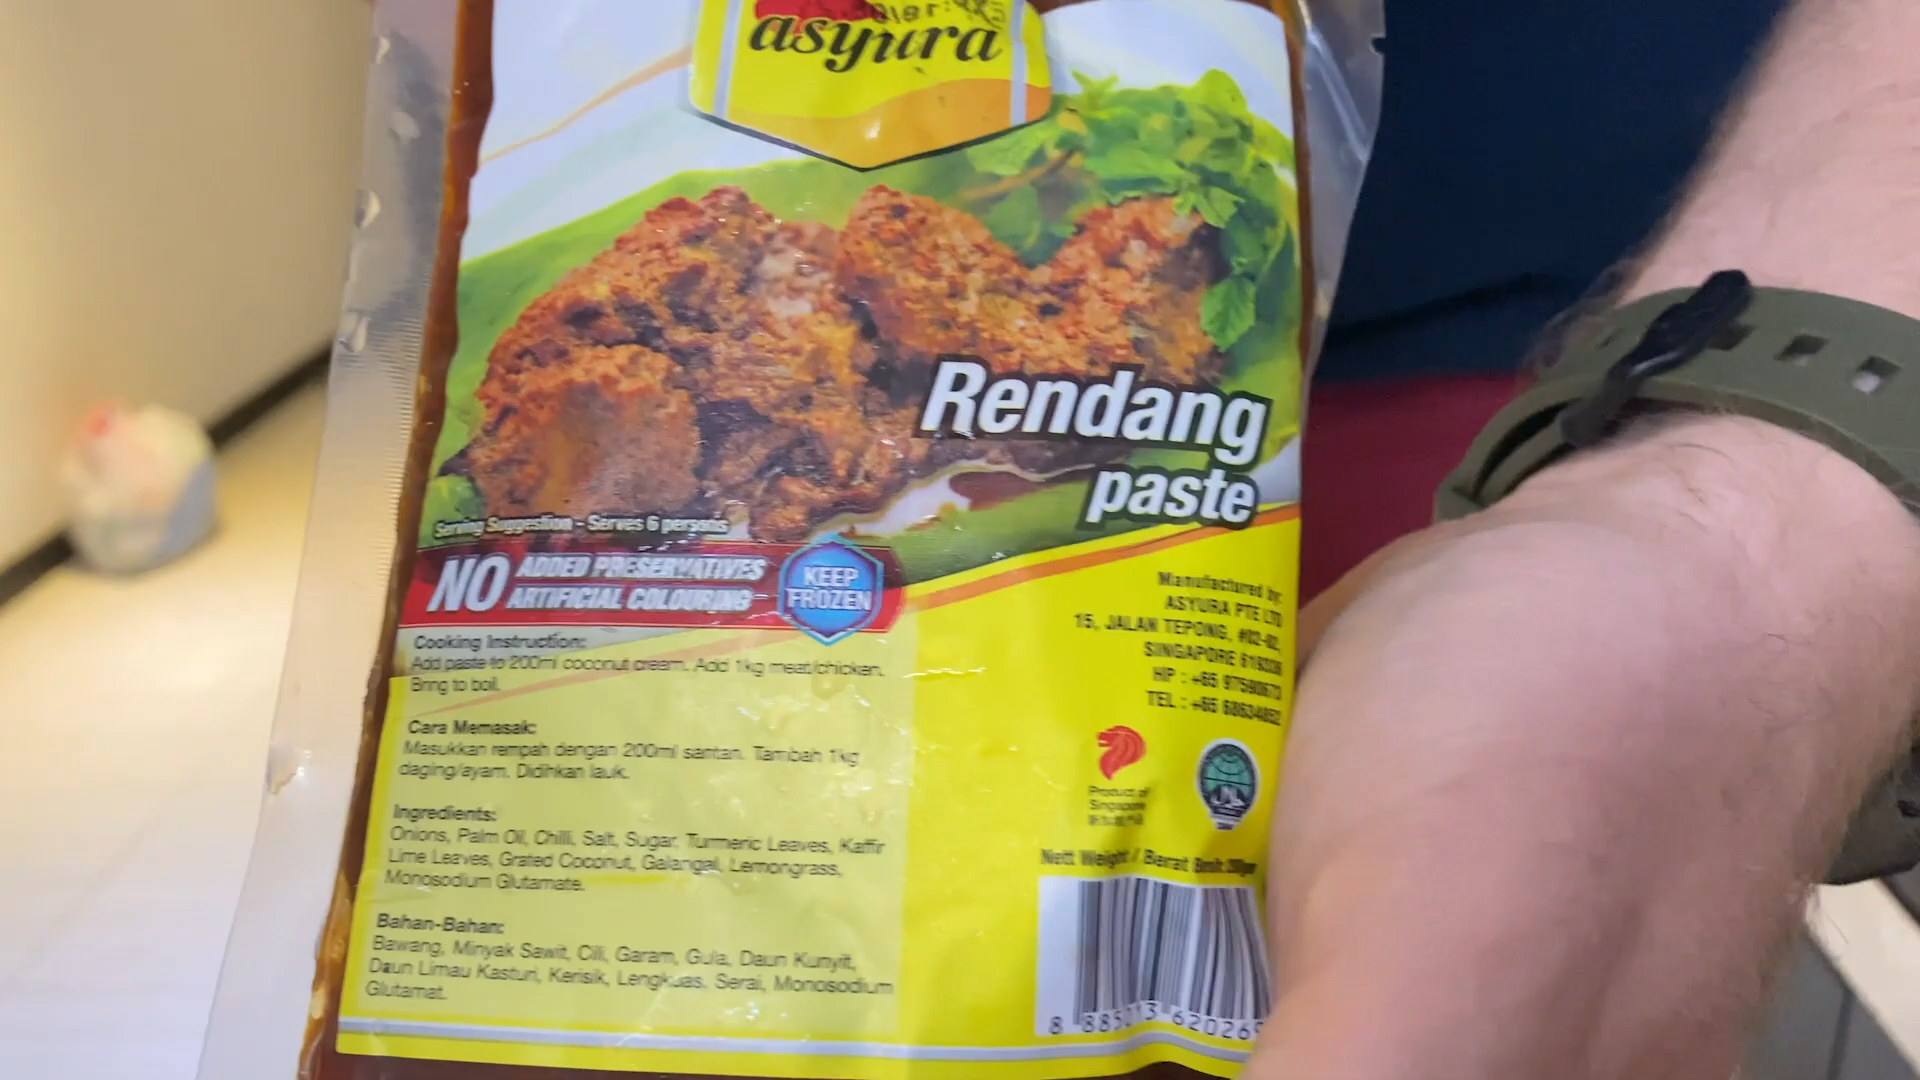 asyura
Rendang
paste
Serving Suggestion - Serves 6 persons
NO ADDED PRESERVATIVES
ARTIFICIAL COLOURING
KEEP
FROZEN
Manufactured by:
ASYURA PTE LTD
15, JALAN TEPONG, #02-02,
SINGAPORE
HP : +65
TEL : +65
Cooking Instruction:
Add paste to 200ml coconut cream. Add 1kg meat/chicken.
Bring to boil.
Cara Memasak:
Masukkan rempah dengan 200ml santan. Tambah 1kg
daging/ayam. Didihkan lauk.
Ingredients:
Onions, Palm Oil, Chilli, Salt, Sugar, Turmeric Leaves, Kaffir
Lime Leaves, Grated Coconut, Galangal, Lemongrass,
Monosodium Glutamate.
Bahan-Bahan:
Bawang, Minyak Sawit, Cili, Garam, Gula, Daun Kunyit,
Daun Limau Kasturi, Kerisik, Lengkuas, Serai, Monosodium
Glutamat.
Product of
Singapore
Nett Weight / Berat